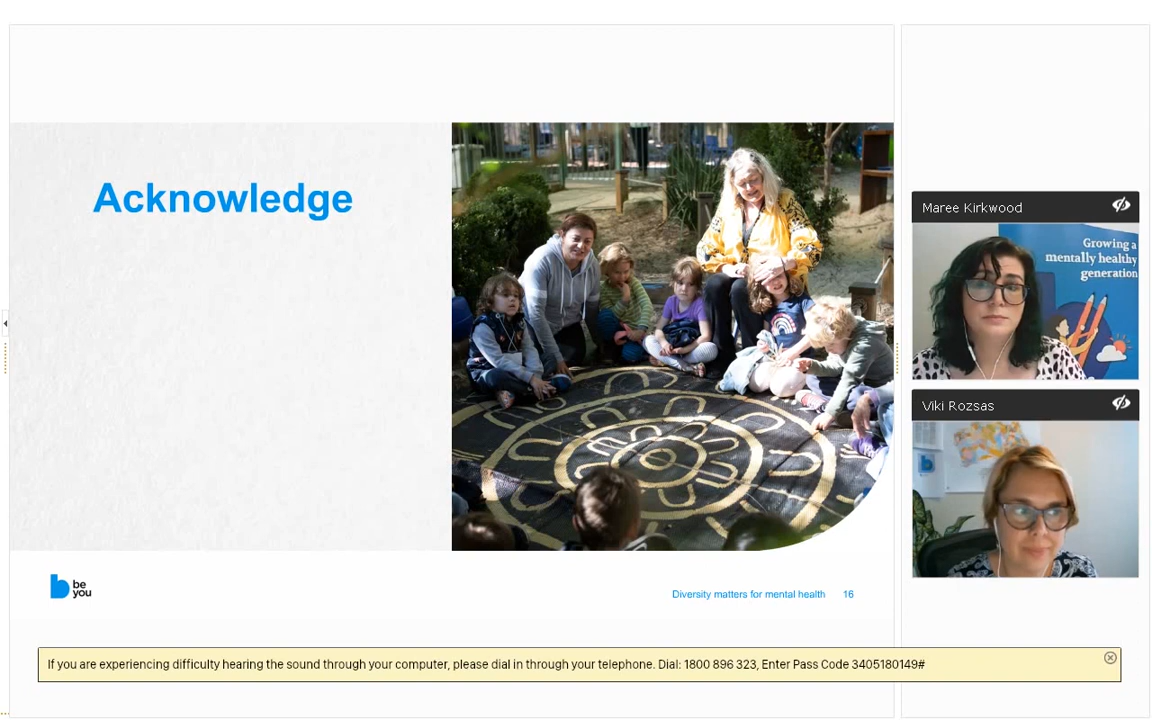 Acknowledge
be
you
Diversity matters for mental health 16
Maree Kirkwood
Growing a
mentally healthy
generation
Viki Rozsas
If you are experiencing difficulty hearing the sound through your computer, please dial in through your telephone. Dial: 1800 896 323, Enter Pass Code 3405180149#